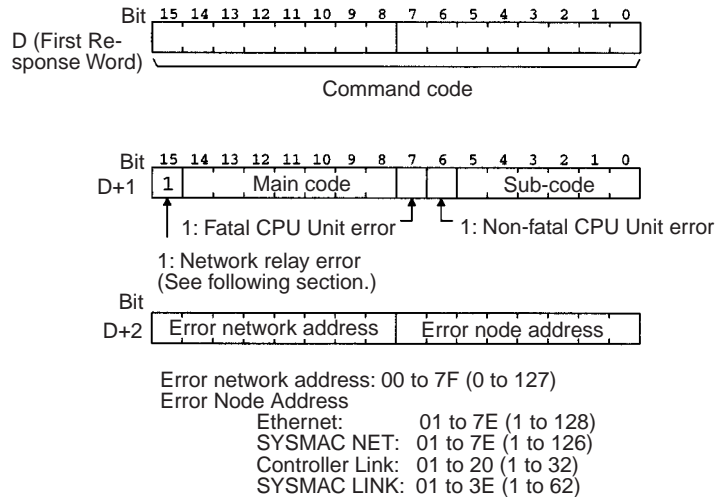 Bit 15 14 13 12 11 10 9 8 7 6 5 4 3 2 1 0
D (First Re-
sponse Word)
Command code
Bit 15 14 13 12 11 10 9 8 7 6 5 4 3 2 1 0
D+1 1 Main code Sub-code
1: Fatal CPU Unit error 1: Non-fatal CPU Unit error
1: Network relay error
(See following section.)
Bit
D+2 Error network address Error node address
Error network address: 00 to 7F (0 to 127)
Error Node Address
Ethernet: 01 to 7E (1 to 128)
SYSMAC NET: 01 to 7E (1 to 126)
Controller Link: 01 to 20 (1 to 32)
SYSMAC LINK: 01 to 3E (1 to 62)